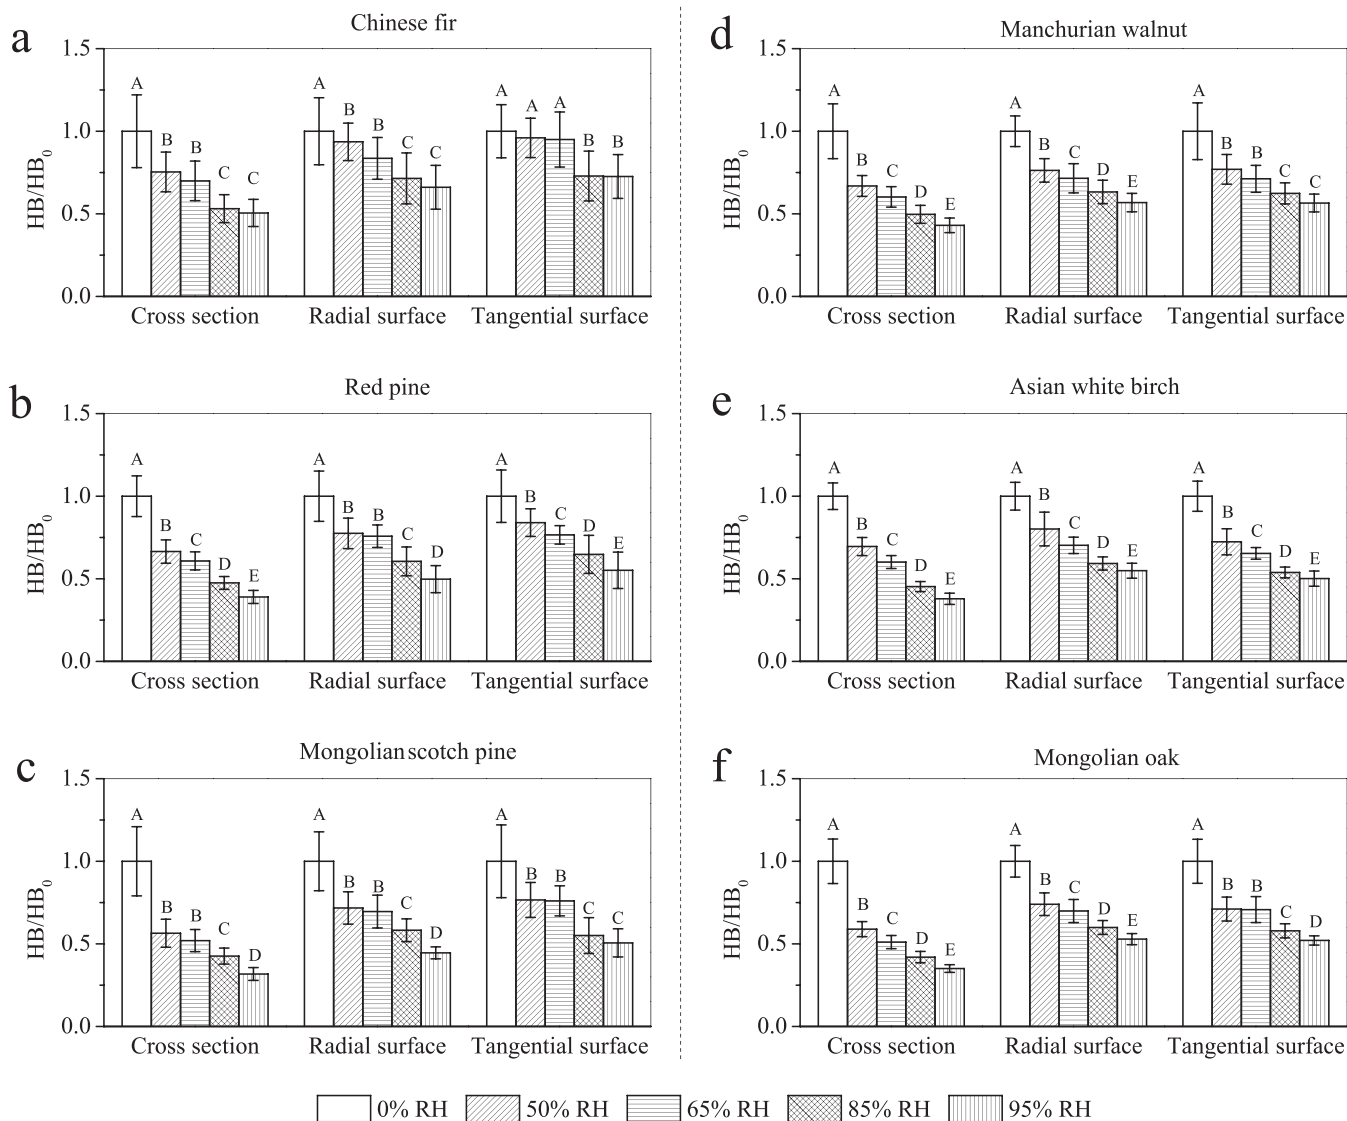 a
Chinese fir
HB/HB0
1.5
1.0
0.5
0.0
A B B C C
A B B C C
A A A B B
Cross section Radial surface Tangential surface
b
Red pine
HB/HB0
1.5
1.0
0.5
0.0
A B C D E
A B B C D
A B C D E
Cross section Radial surface Tangential surface
c
Mongolian scotch pine
HB/HB0
1.5
1.0
0.5
0.0
A B B C D
A B B C D
A B B C C
Cross section Radial surface Tangential surface
d
Manchurian walnut
HB/HB0
1.5
1.0
0.5
0.0
A B C D E
A B C D E
A B B C C
Cross section Radial surface Tangential surface
e
Asian white birch
HB/HB0
1.5
1.0
0.5
0.0
A B C D E
A B C D E
A B C D E
Cross section Radial surface Tangential surface
f
Mongolian oak
HB/HB0
1.5
1.0
0.5
0.0
A B C D E
A B C D E
A B B C D
Cross section Radial surface Tangential surface
0% RH 50% RH 65% RH 85% RH 95% RH